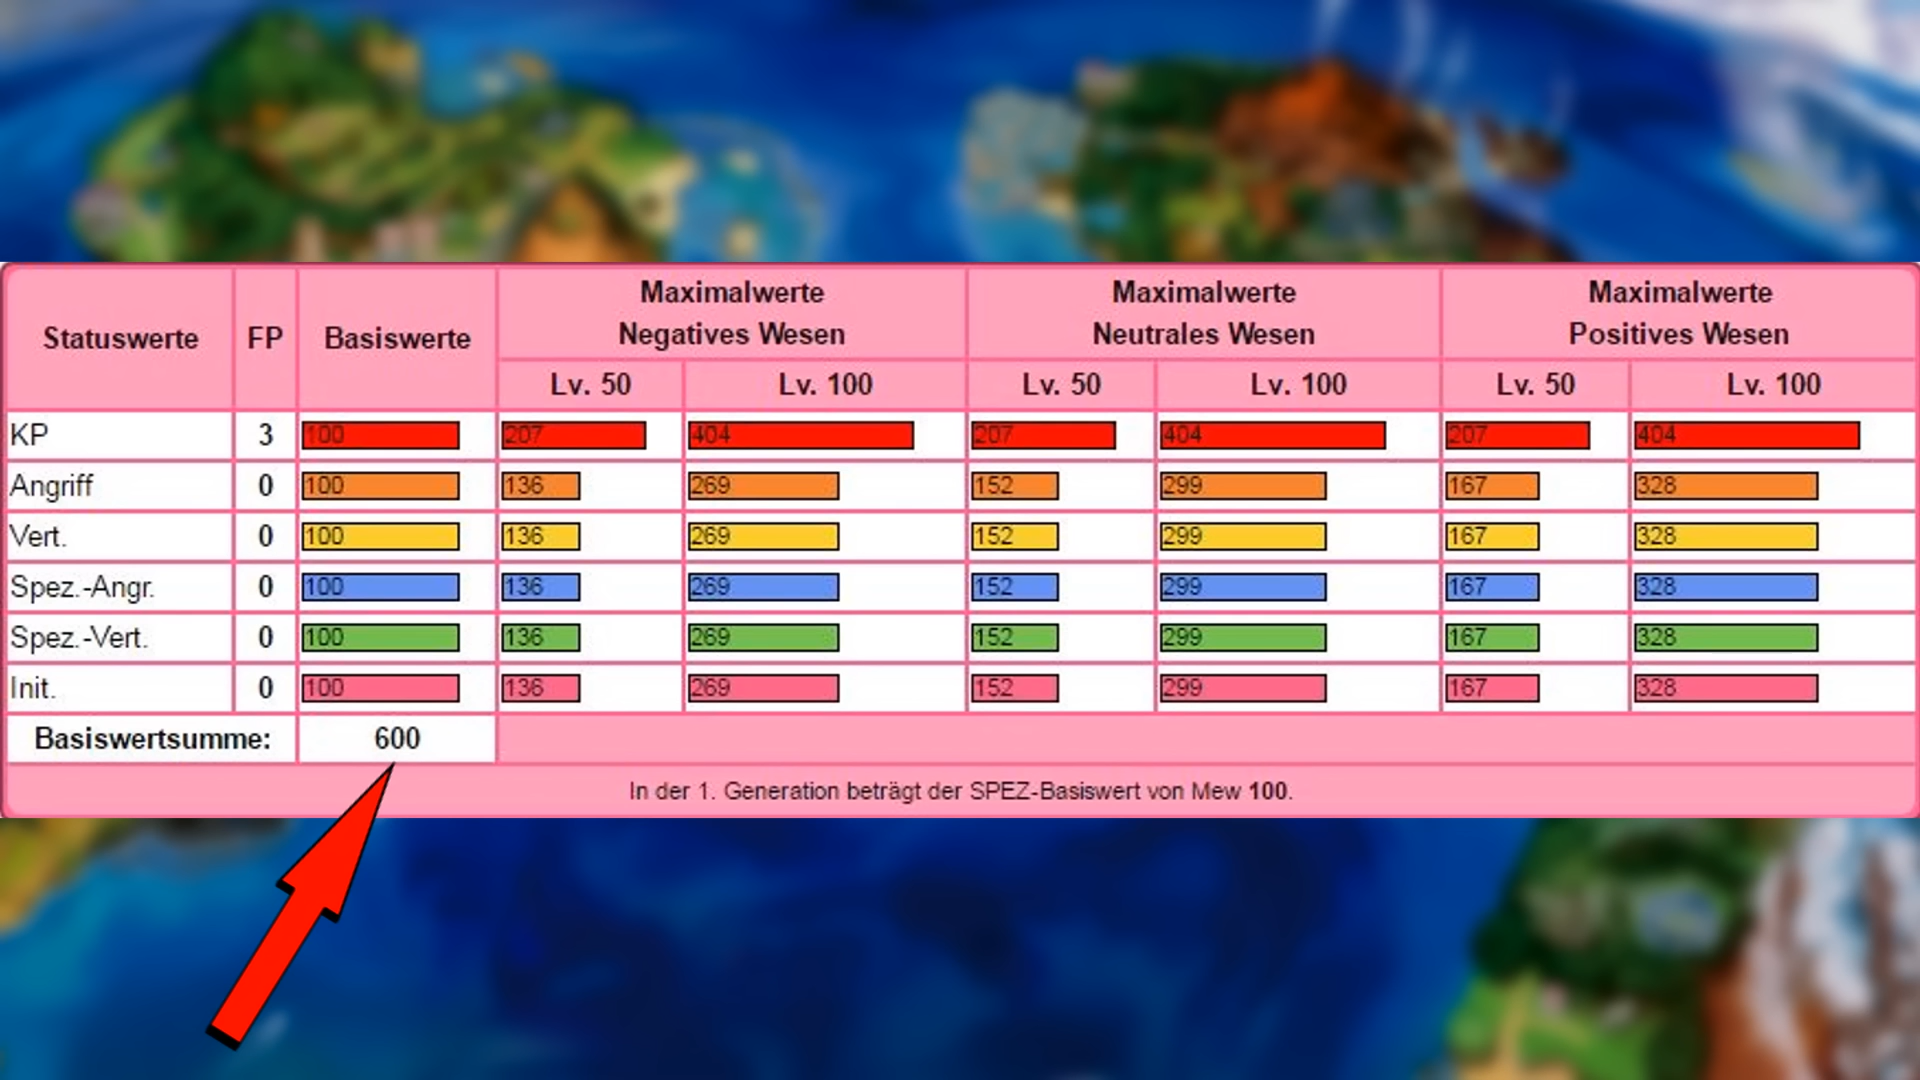 Statuswerte FP Basiswerte Maximalwerte Negatives Wesen Maximalwerte Neutrales Wesen Maximalwerte Positives Wesen
Lv. 50 Lv. 100 Lv. 50 Lv. 100 Lv. 50 Lv. 100
KP 3 100 207 404 207 404 207 404
Angriff 0 100 136 269 152 299 167 328
Vert. 0 100 136 269 152 299 167 328
Spez.-Angr. 0 100 136 269 152 299 167 328
Spez.-Vert. 0 100 136 269 152 299 167 328
Init. 0 100 136 269 152 299 167 328
Basiswertsumme: 600
In der 1. Generation beträgt der SPEZ-Basiswert von Mew 100.